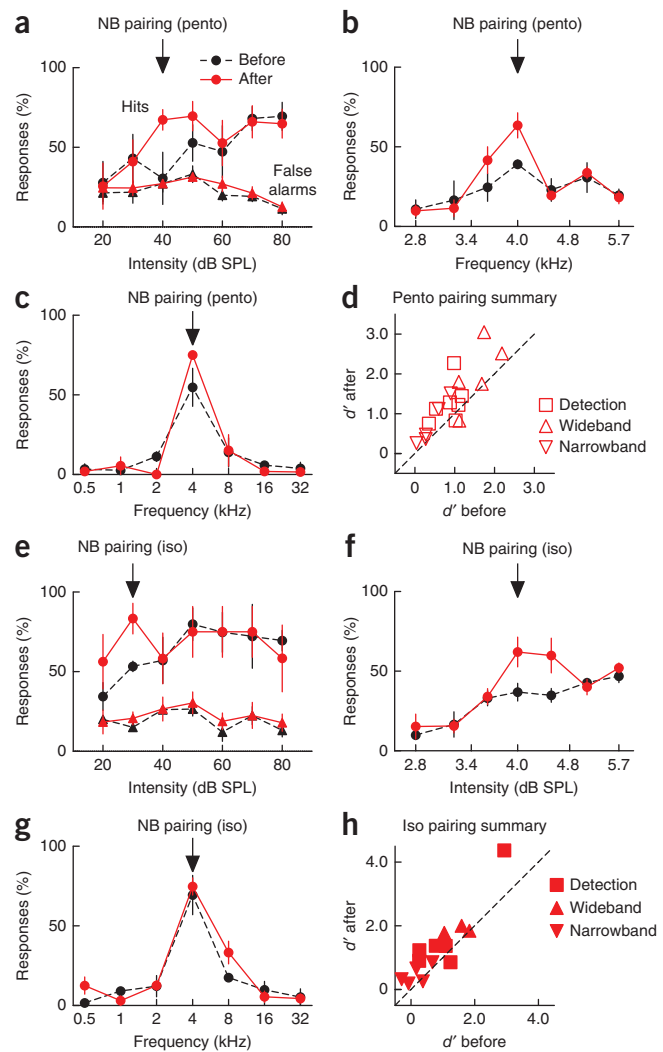 a
NB pairing (pento)
Before
After
Hits
False alarms
Responses (%)
100
50
0
20 40 60 80
Intensity (dB SPL)
b
NB pairing (pento)
Responses (%)
100
50
0
2.8 3.4 4.0 4.8 5.7
Frequency (kHz)
c
NB pairing (pento)
Responses (%)
100
50
0
0.5 1 2 4 8 16 32
Frequency (kHz)
d
Pento pairing summary
d′ after
3.0
2.0
1.0
0
0 1.0 2.0 3.0
d′ before
Detection
Wideband
Narrowband
e
NB pairing (iso)
Responses (%)
100
50
0
20 40 60 80
Intensity (dB SPL)
f
NB pairing (iso)
Responses (%)
100
50
0
2.8 3.4 4.0 4.8 5.7
Intensity (dB SPL)
g
NB pairing (iso)
Responses (%)
100
50
0
0.5 1 2 4 8 16 32
Frequency (kHz)
h
Iso pairing summary
d′ after
4.0
2.0
0
0 2.0 4.0
d′ before
Detection
Wideband
Narrowband